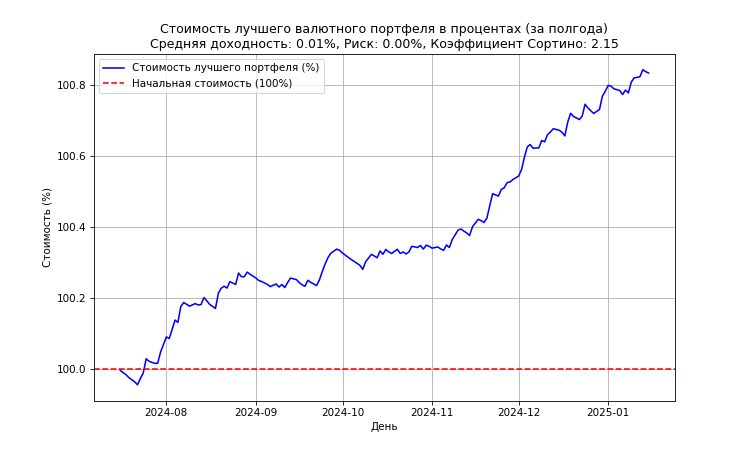 Стоимость лучшего валютного портфеля в процентах (за полгода)
Средняя доходность: 0.01%, Риск: 0.00%, Коэффициент Сортино: 2.15
Стоимость лучшего портфеля (%)
Начальная стоимость (100%)
Стоимость (%)
100.8
100.6
100.4
100.2
100.0
2024-08
2024-09
2024-10
2024-11
2024-12
2025-01
День